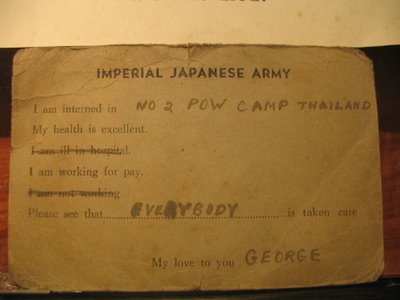 IMPERIAL JAPANESE ARMY
I am interned in NO 2 POW CAMP THAILAND
My health is excellent.
I am ill in hospital.
I am working for pay.
I am not working
Please see that EVERYBODY is taken care
My love to you GEORGE